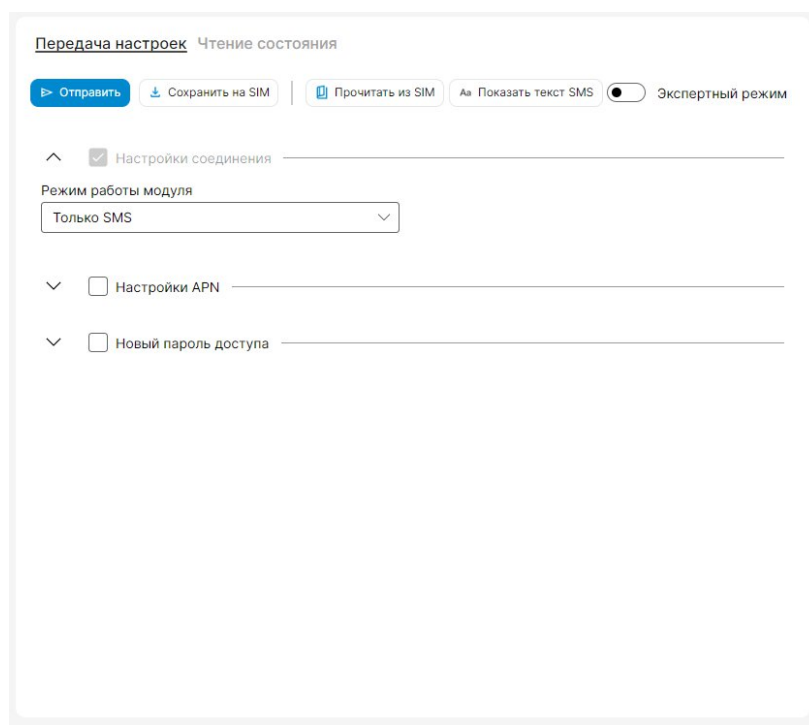 Передача настроек Чтение состояния
Отправить Сохранить на SIM Прочитать из SIM Aa Показать текст SMS Экспертный режим
Настройки соединения
Режим работы модуля
Только SMS
Настройки APN
Новый пароль доступа